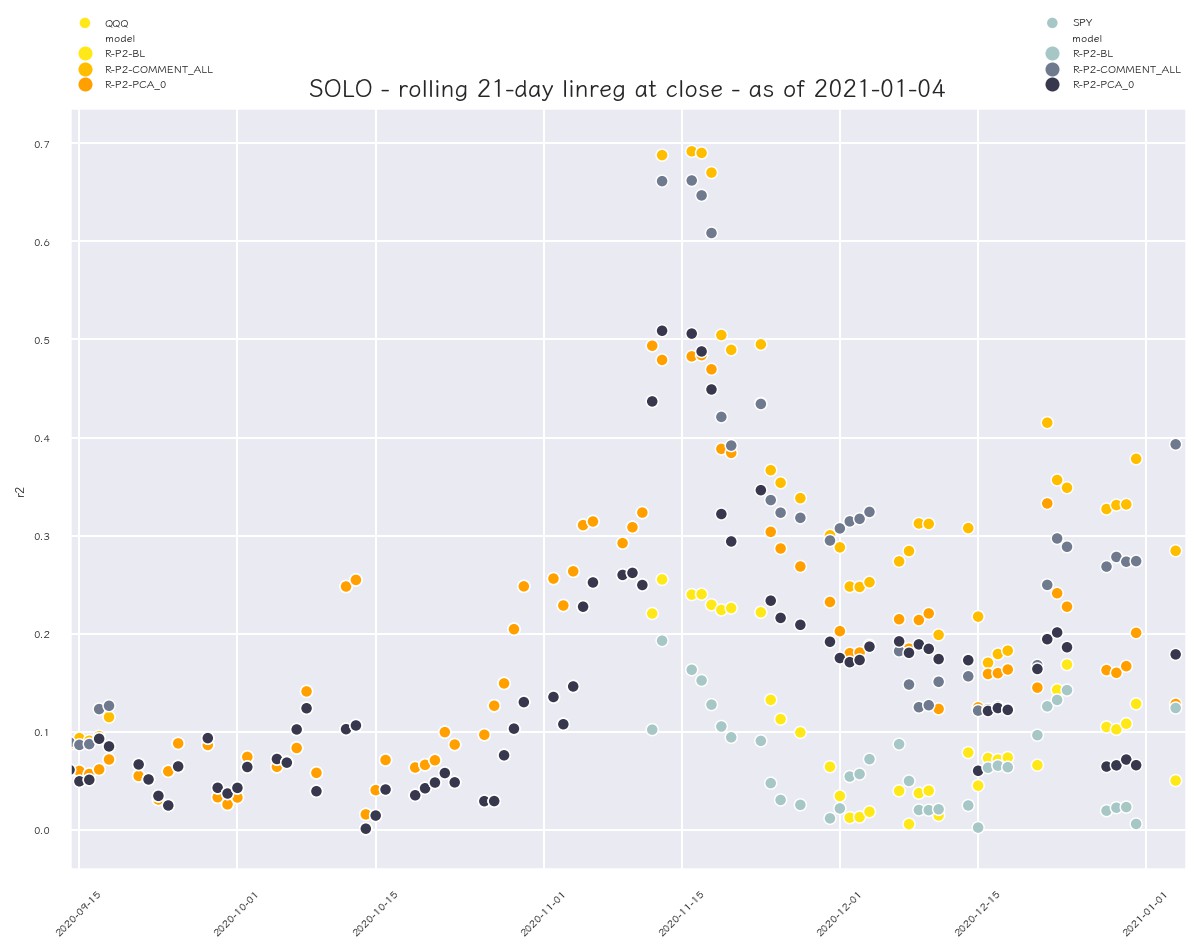 QQQ
model
R-P2-BL
R-P2-COMMENT_ALL
R-P2-PCA_0
SPY
model
R-P2-BL
R-P2-COMMENT_ALL
R-P2-PCA_0
SOLO - rolling 21-day linreg at close - as of 2021-01-04
0.7
0.6
0.5
0.4
0.3
0.2
0.1
0.0
r2
2020-09-15
2020-10-01
2020-10-15
2020-11-01
2020-11-15
2020-12-01
2020-12-15
2021-01-01